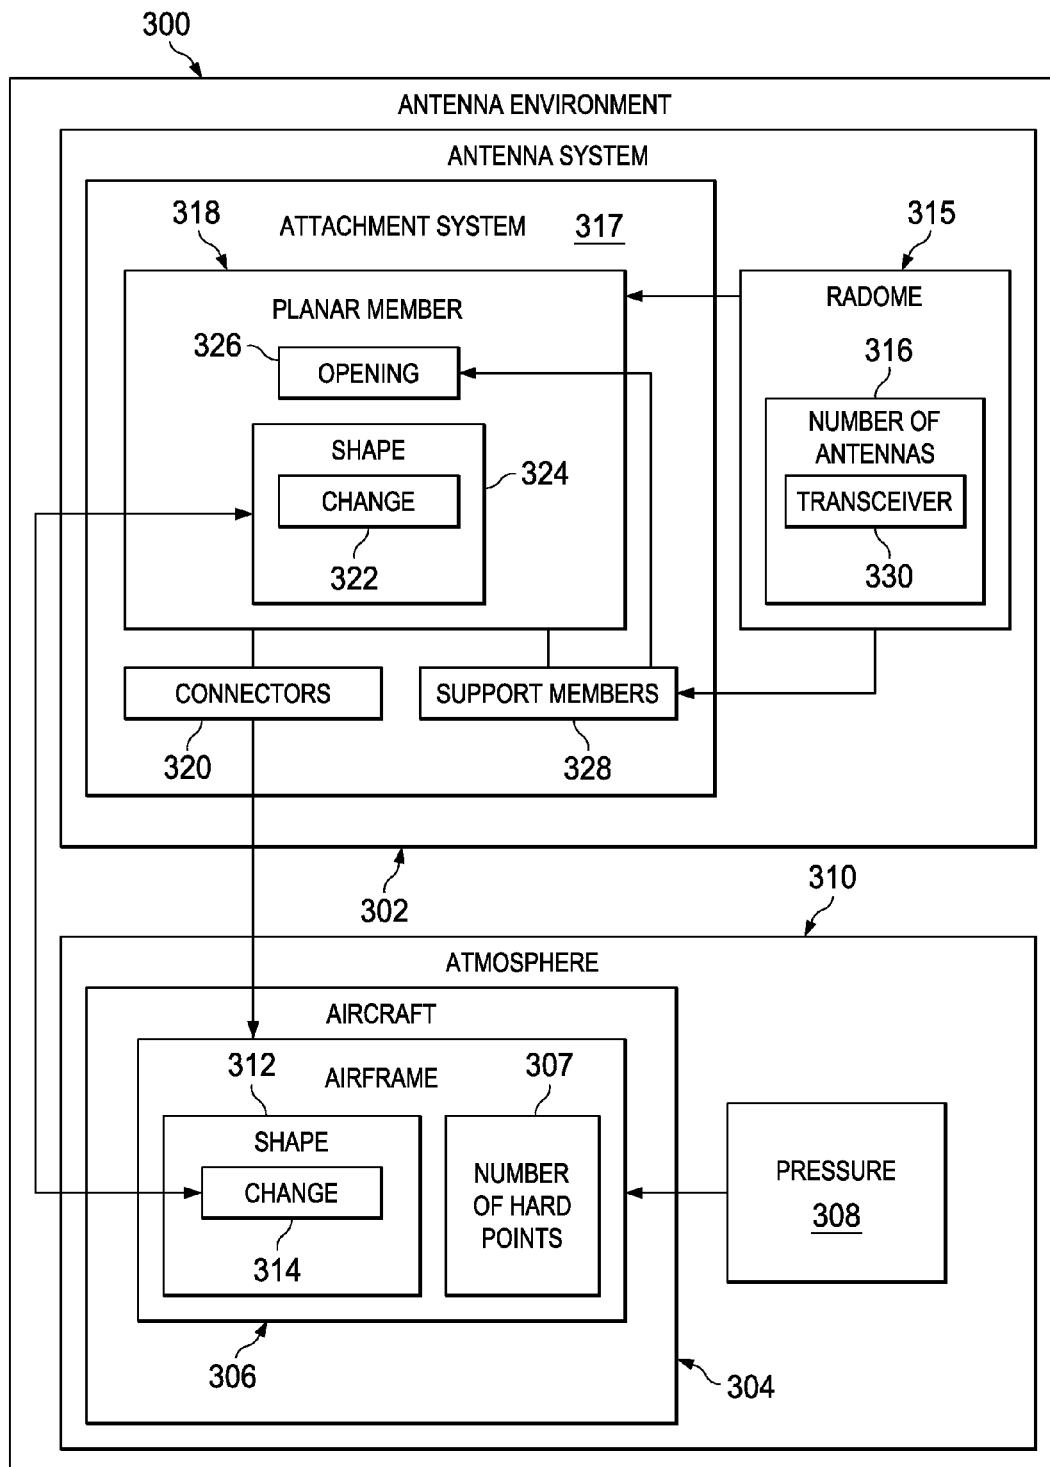 300
ANTENNA ENVIRONMENT
ANTENNA SYSTEM
318
ATTACHMENT SYSTEM 317
315
PLANAR MEMBER
RADOME
326
OPENING
316
NUMBER OF
ANTENNAS
SHAPE
324
CHANGE
TRANSCEIVER
322
330
CONNECTORS
SUPPORT MEMBERS
320
328
302
310
ATMOSPHERE
AIRCRAFT
312
AIRFRAME
307
SHAPE
CHANGE
314
NUMBER
OF HARD
POINTS
PRESSURE
308
306
304